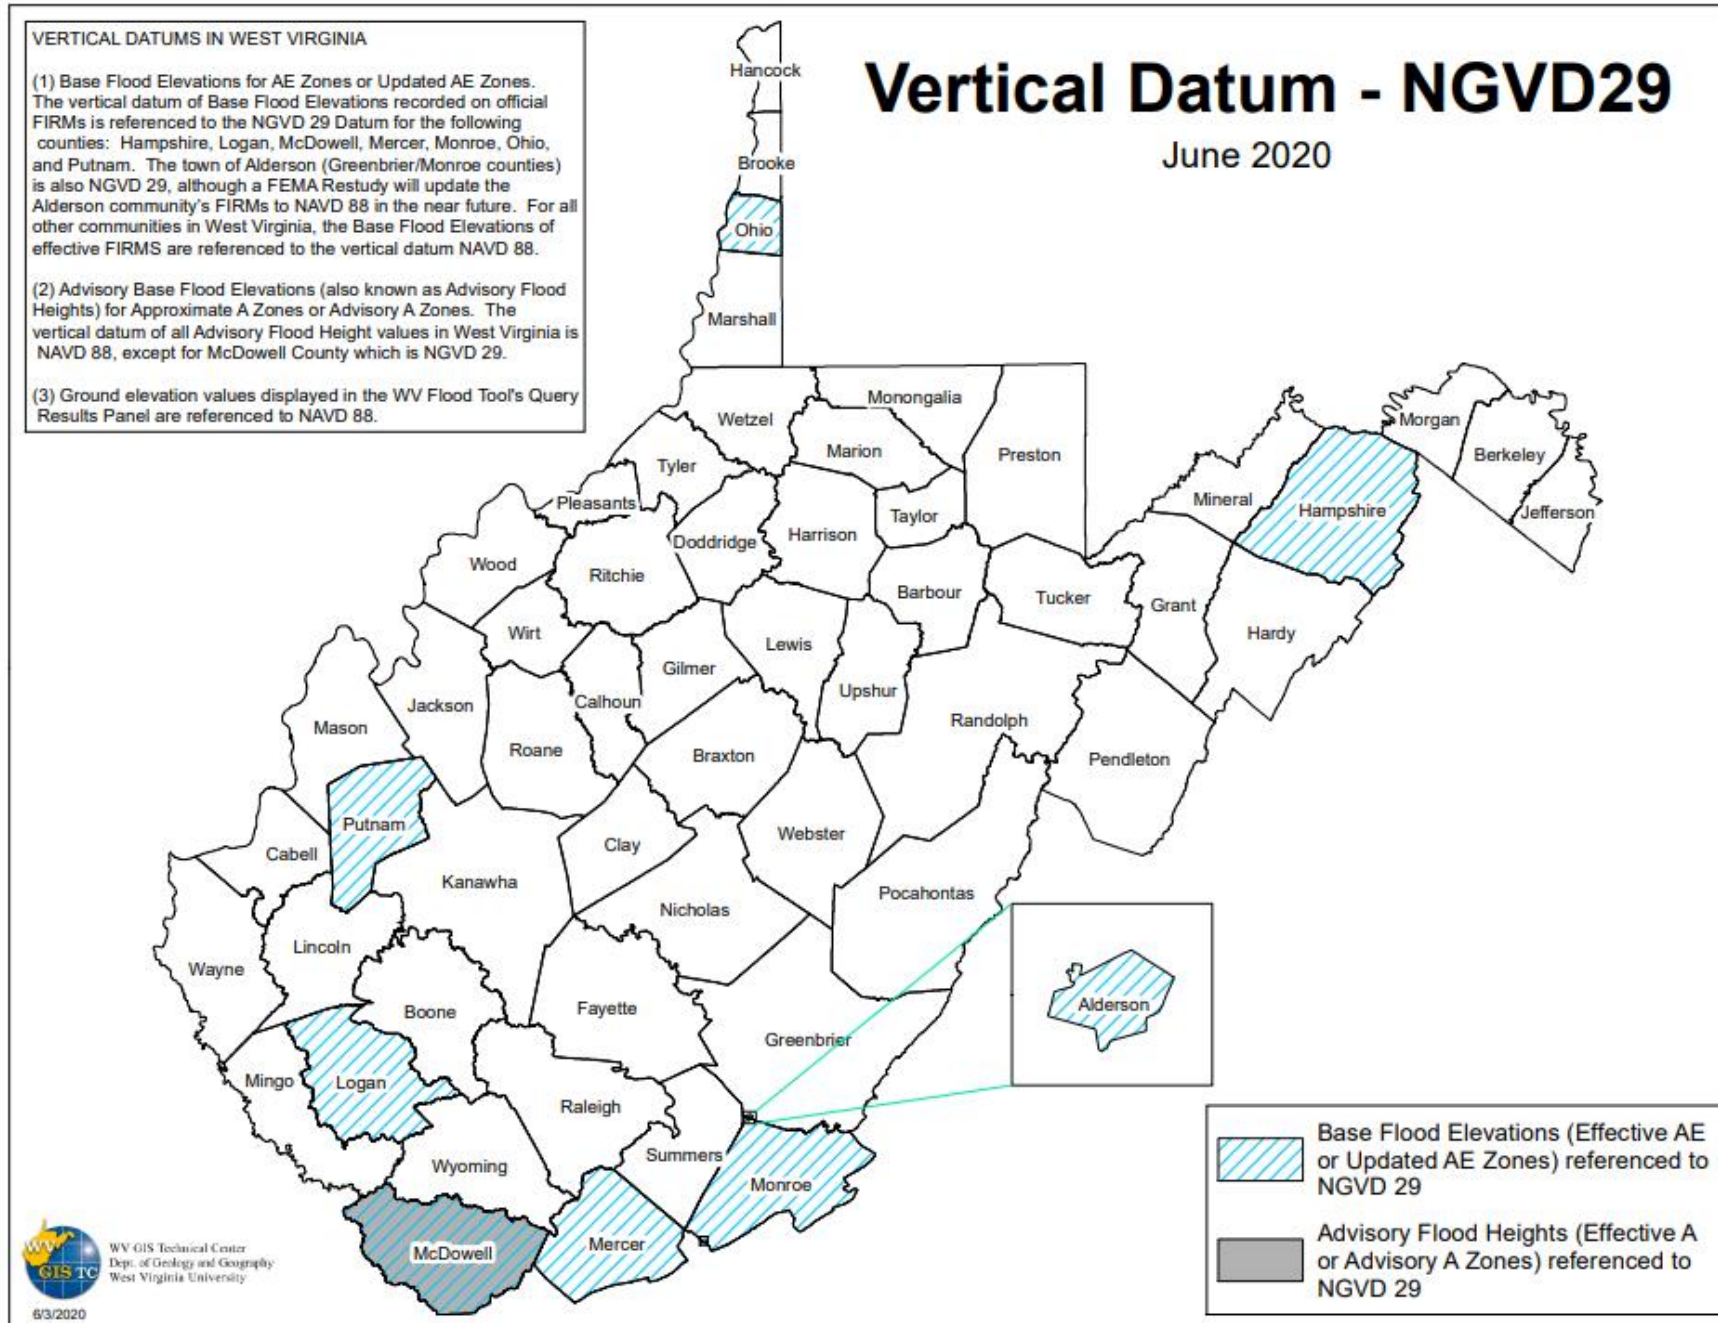 VERTICAL DATUMS IN WEST VIRGINIA
(1) Base Flood Elevations for AE Zones or Updated AE Zones.
The vertical datum of Base Flood Elevations recorded on official
FIRMs is referenced to the NGVD 29 Datum for the following
counties: Hampshire, Logan, McDowell, Mercer, Monroe, Ohio,
and Putnam. The town of Alderson (Greenbrier/Monroe counties)
is also NGVD 29, although a FEMA Restudy will update the
Alderson community's FIRMs to NAVD 88 in the near future. For all
other communities in West Virginia, the Base Flood Elevations of
effective FIRMS are referenced to the vertical datum NAVD 88.
(2) Advisory Base Flood Elevations (also known as Advisory Flood
Heights) for Approximate A Zones or Advisory A Zones. The
vertical datum of all Advisory Flood Height values in West Virginia is
NAVD 88, except for McDowell County which is NGVD 29.
(3) Ground elevation values displayed in the WV Flood Tool's Query
Results Panel are referenced to NAVD 88.
Vertical Datum - NGVD29
June 2020
Hancock
Brooke
Ohio
Marshall
Monongalia
Wetzel
Morgan
Marion
Preston
Berkeley
Tyler
Mineral
Pleasants
Hampshire
Jefferson
Taylor
Harrison
Doddridge
Wood
Ritchie
Barbour
Tucker
Grant
Wirt
Hardy
Lewis
Gilmer
Upshur
Calhoun
Jackson
Randolph
Mason
Roane
Braxton
Pendleton
Putnam
Webster
Clay
Cabell
Kanawha
Pocahontas
Nicholas
Lincoln
Wayne
Alderson
Fayette
Boone
Greenbrier
Mingo
Logan
Raleigh
Summers
Wyoming
Monroe
Mercer
McDowell
Base Flood Elevations (Effective AE
or Updated AE Zones) referenced to
NGVD 29
Advisory Flood Heights (Effective A
or Advisory A Zones) referenced to
NGVD 29
WV
GIS TC
WV GIS Technical Center
Dept. of Geology and Geography
West Virginia University
6/3/2020